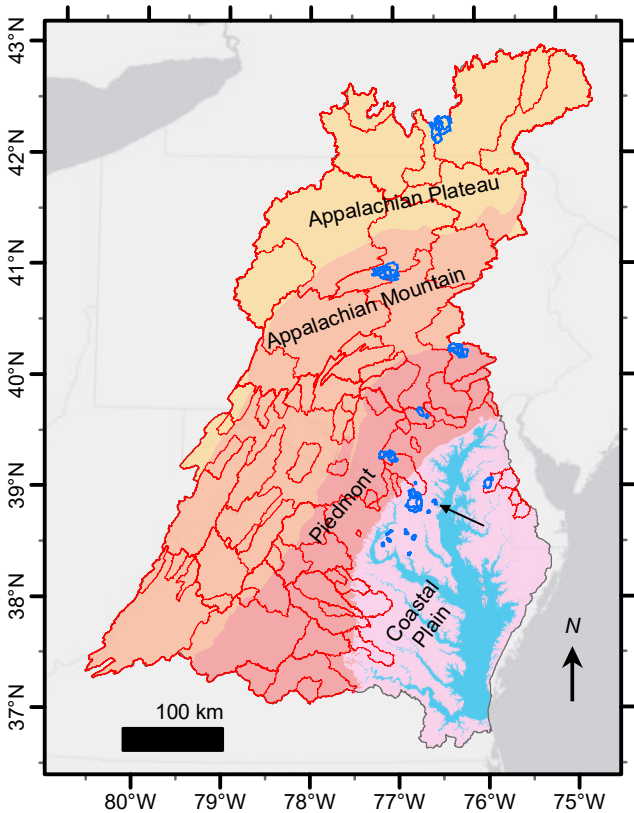 43°N
42°N
41°N
40°N
39°N
38°N
37°N
Appalachian Plateau
Appalachian Mountain
Piedmont
Coastal
Plain
N
100 km
80°W
79°W
78°W
77°W
76°W
75°W